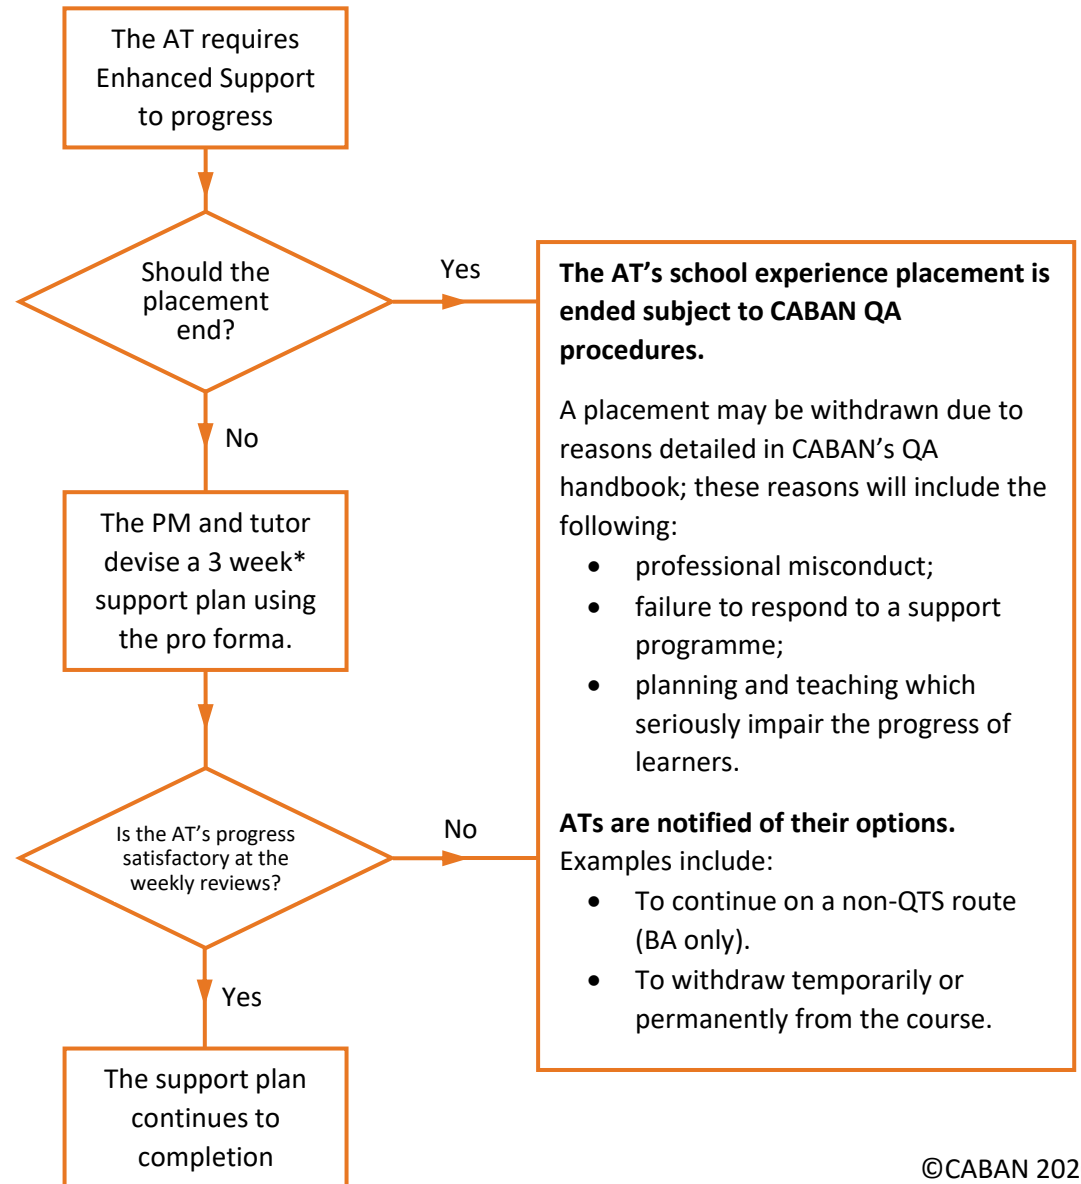 The AT requires
Enhanced Support
to progress
Should the
placement
end?
Yes
No
The AT’s school experience placement is
ended subject to CABAN QA
procedures.
A placement may be withdrawn due to
reasons detailed in CABAN’s QA
handbook; these reasons will include the
following:
• professional misconduct;
• failure to respond to a support
programme;
• planning and teaching which
seriously impair the progress of
learners.
ATs are notified of their options.
Examples include:
• To continue on a non-QTS route
(BA only).
• To withdraw temporarily or
permanently from the course.
The PM and tutor
devise a 3 week*
support plan using
the pro forma.
Is the AT’s progress
satisfactory at the
weekly reviews?
No
Yes
The support plan
continues to
completion
©CABAN 202